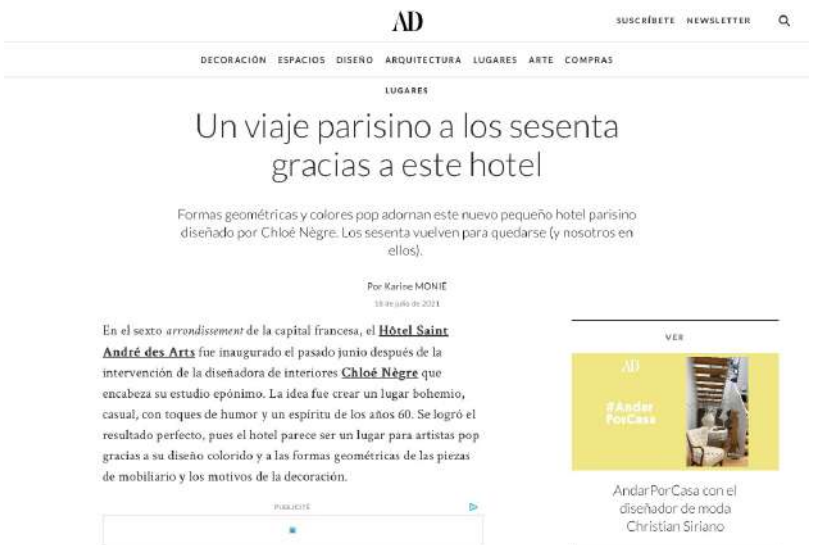 AD
SUSCRÍBETE NEWSLETTER
DECORACIÓN ESPACIOS DISEÑO ARQUITECTURA LUGARES ARTE COMPRAS
LUGARES
Un viaje parisino a los sesenta
gracias a este hotel
Formas geométricas y colores pop adornan este nuevo pequeño hotel parisino
diseñado por Chloé Nègre. Los sesenta vuelven para quedarse (y nosotros en
ellos).
Por Karine MONIÉ
18 de julio de 2021
En el sexto arrondissement de la capital francesa, el Hôtel Saint
André des Arts fue inaugurado el pasado junio después de la
intervención de la diseñadora de interiores Chloé Nègre que
encabeza su estudio epónimo. La idea fue crear un lugar bohemio,
casual, con toques de humor y un espíritu de los años 60. Se logró el
resultado perfecto, pues el hotel parece ser un lugar para artistas pop
gracias a su diseño colorido y a las formas geométricas de las piezas
de mobiliario y los motivos de la decoración.
PUBLICITÉ
VER
AD
#Andar
PorCasa
AndarPorCasa con el
diseñador de moda
Christian Siriano